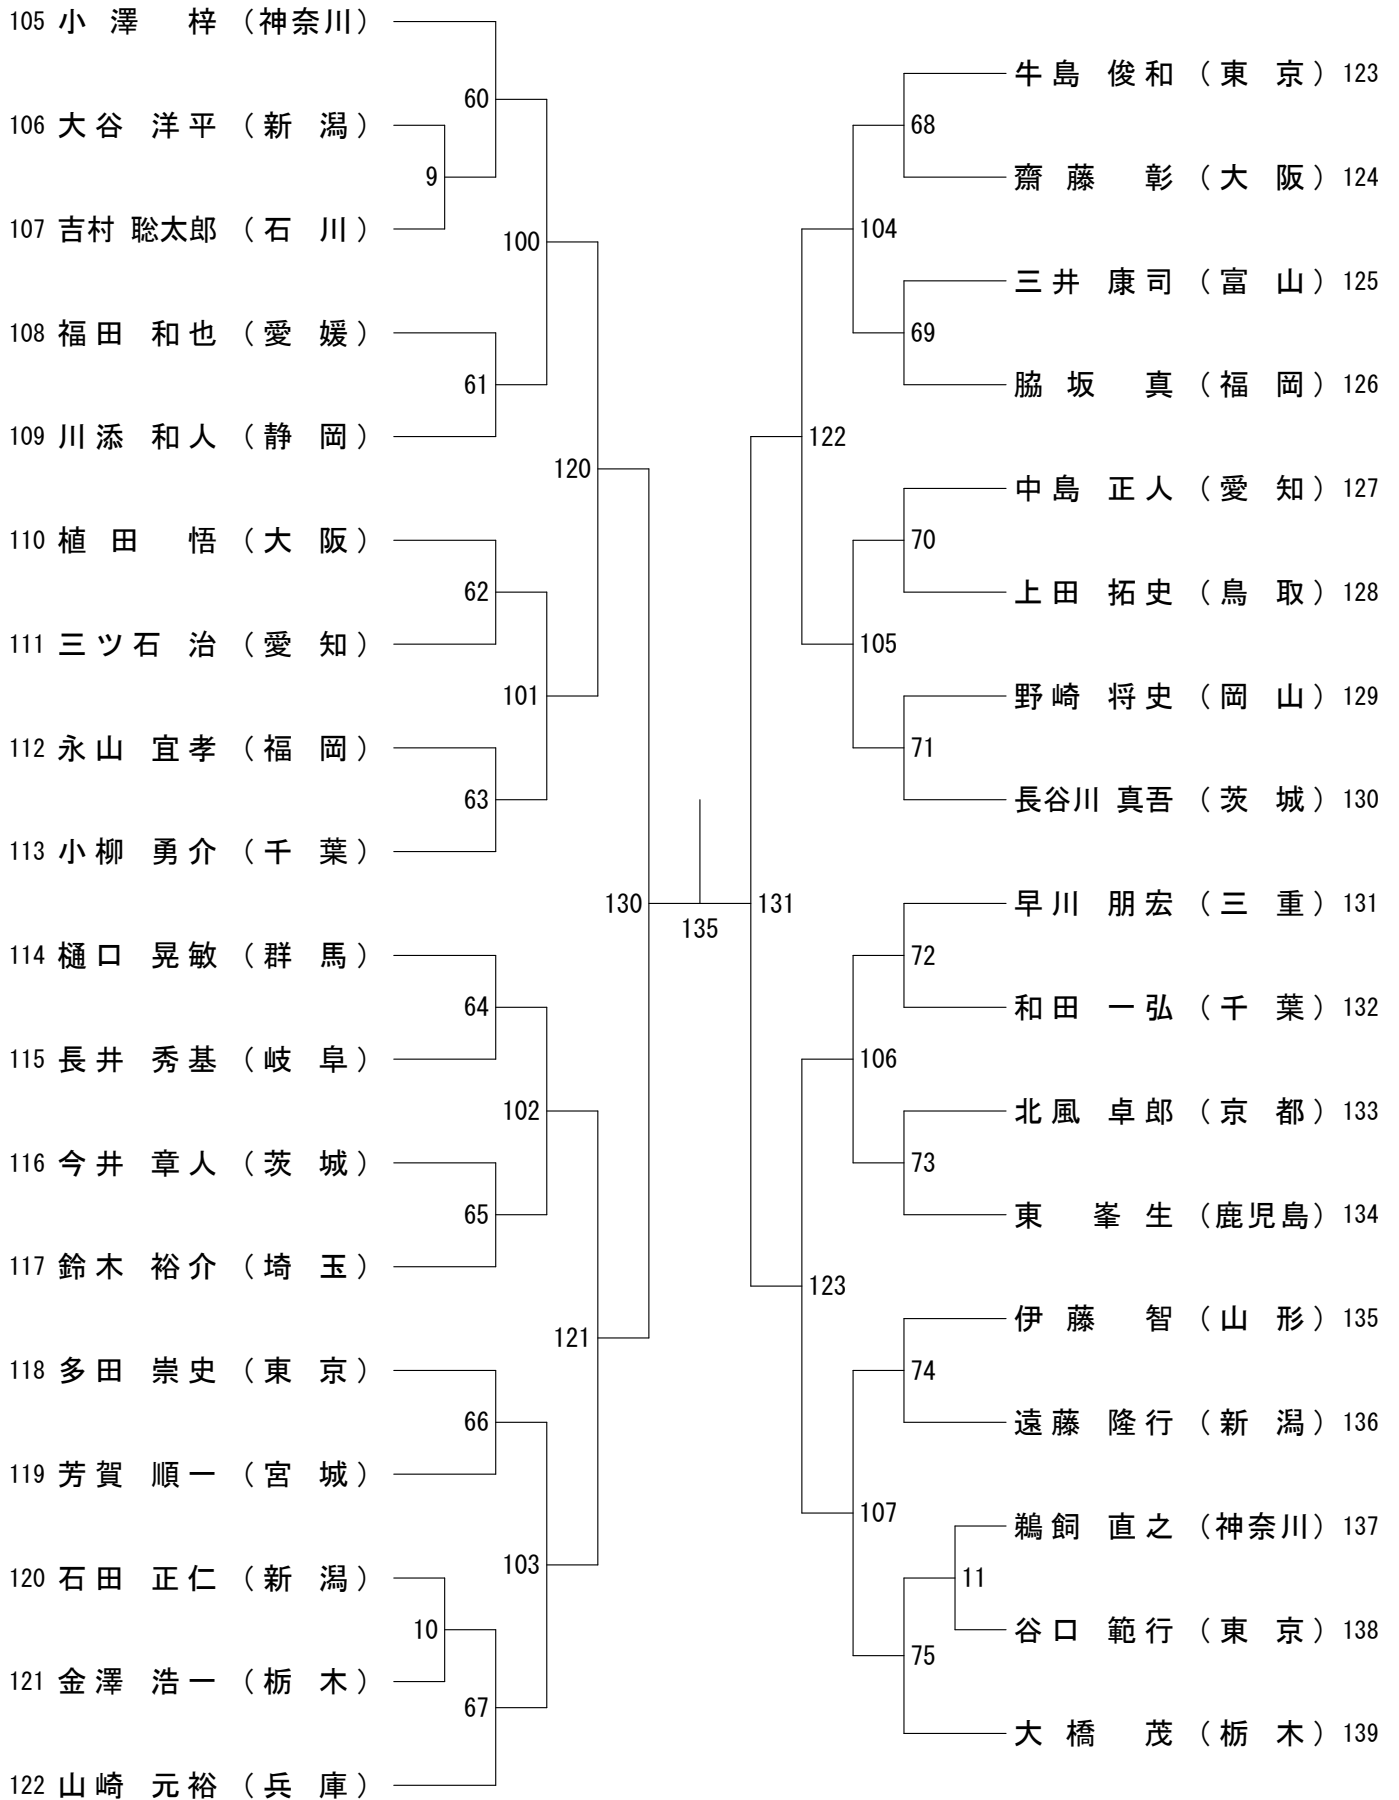 105 小澤 梓 (神奈川)
106 大谷 洋平 (新潟)
107 吉村 聡太郎 (石川)
108 福田 和也 (愛媛)
109 川添 和人 (静岡)
110 植田 悟 (大阪)
111 三ツ石 治 (愛知)
112 永山 宜孝 (福岡)
113 小柳 勇介 (千葉)
114 樋口 晃敏 (群馬)
115 長井 秀基 (岐阜)
116 今井 章人 (茨城)
117 鈴木 裕介 (埼玉)
118 多田 崇史 (東京)
119 芳賀 順一 (宮城)
120 石田 正仁 (新潟)
121 金澤 浩一 (栃木)
122 山崎 元裕 (兵庫)
9
10
60
61
62
63
64
65
66
67
100
101
102
103
120
121
130
135
131
122
123
104
105
106
107
68
69
70
71
72
73
74
75
11
牛島 俊和 (東京) 123
齋藤 彰 (大阪) 124
三井 康司 (富山) 125
脇坂 真 (福岡) 126
中島 正人 (愛知) 127
上田 拓史 (鳥取) 128
野崎 将史 (岡山) 129
長谷川 真吾 (茨城) 130
早川 朋宏 (三重) 131
和田 一弘 (千葉) 132
北風 卓郎 (京都) 133
東 峯生 (鹿児島) 134
伊藤 智 (山形) 135
遠藤 隆行 (新潟) 136
鵜飼 直之 (神奈川) 137
谷口 範行 (東京) 138
大橋 茂 (栃木) 139